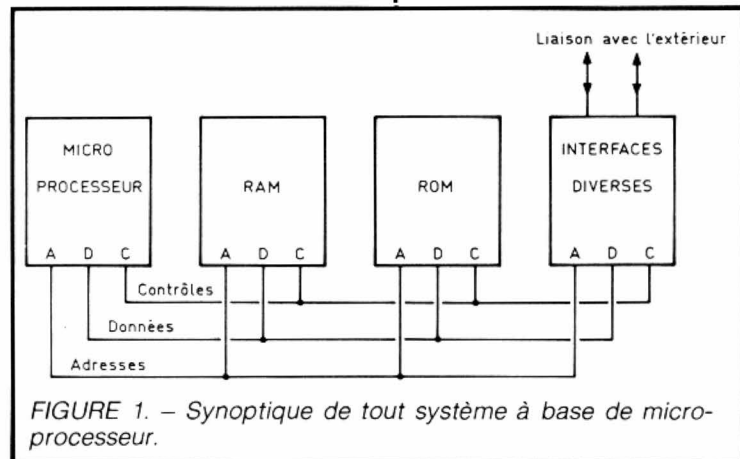 Liaison avec l'extérieur
MICRO
PROCESSEUR
RAM
ROM
INTERFACES
DIVERSES
A D C
A D C
A D C
A D C
Contrôles
Données
Adresses
FIGURE 1. – Synoptique de tout système à base de micro-
processeur.